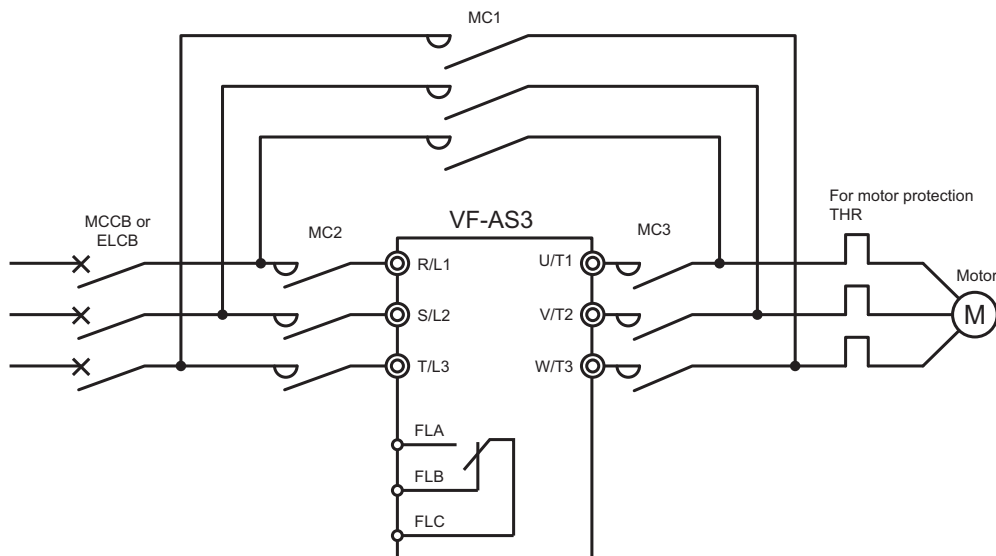 MC1
For motor protection
THR
MCCB or
ELCB
MC2
VF-AS3
MC3
Motor
R/L1
U/T1
S/L2
V/T2
M
T/L3
W/T3
FLA
FLB
FLC